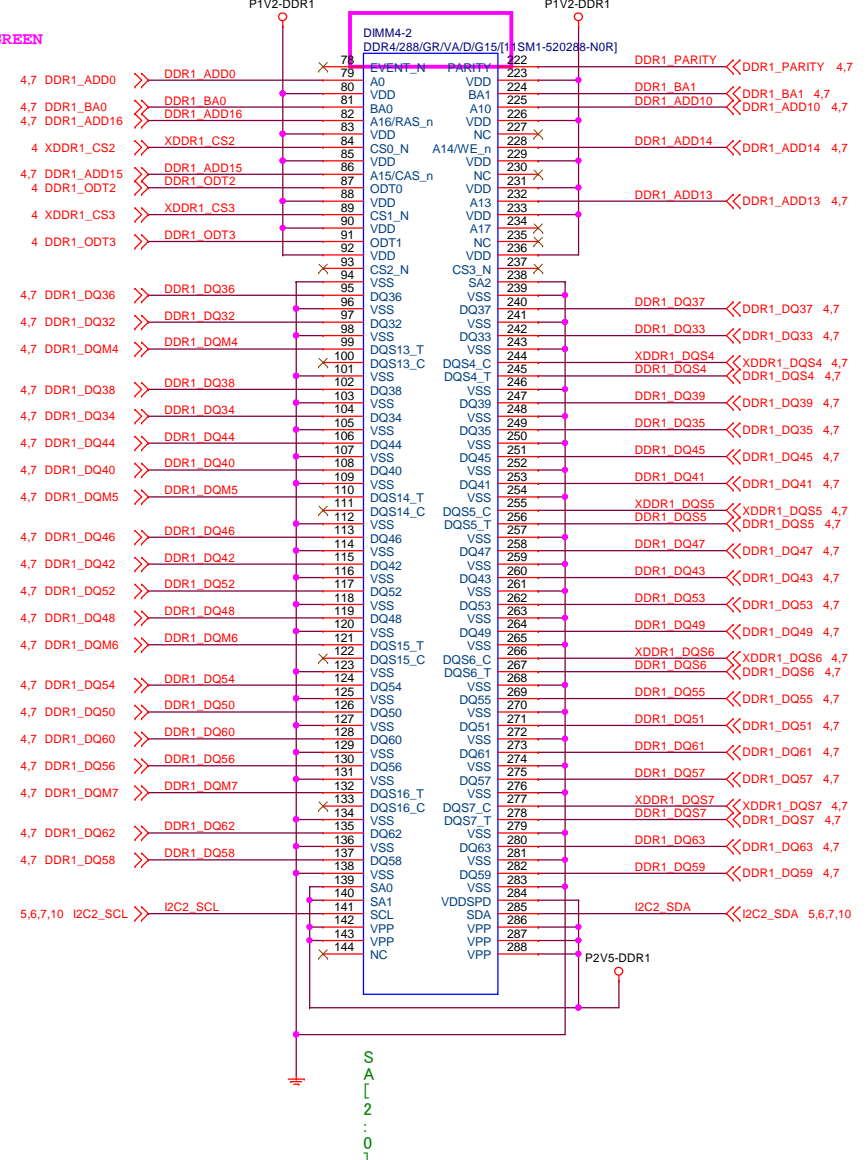 P1V2-DDR1 P1V2-DDR1
GREEN
DIMM4-2
DDR4/288/GR/VA/D/G15/[11SM1-520288-N0R]
78 EVENT_N PARITY 222 DDR1_PARITY DDR1_PARITY 4,7
4,7 DDR1_ADD0 DDR1_ADD0 79 A0 VDD 223
80 VDD BA1 224 DDR1_BA1 DDR1_BA1 4,7
4,7 DDR1_BA0 DDR1_BA0 81 BA0 A10 225 DDR1_ADD10 DDR1_ADD10 4,7
4,7 DDR1_ADD16 DDR1_ADD16 82 A16/RAS_n VDD 226
83 VDD NC 227
4 XDDR1_CS2 XDDR1_CS2 84 CS0_N A14/WE_n 228 DDR1_ADD14 DDR1_ADD14 4,7
85 VDD VDD 229
4,7 DDR1_ADD15 DDR1_ADD15 86 A15/CAS_n NC 230
4 DDR1_ODT2 DDR1_ODT2 87 ODT0 VDD 231
88 VDD A13 232 DDR1_ADD13 DDR1_ADD13 4,7
4 XDDR1_CS3 XDDR1_CS3 89 CS1_N VDD 233
90 VDD A17 234
4 DDR1_ODT3 DDR1_ODT3 91 ODT1 NC 235
92 VDD VDD 236
93 CS2_N CS3_N 237
94 VSS SA2 238
4,7 DDR1_DQ36 DDR1_DQ36 95 DQ36 VSS 239
96 VSS DQ37 240 DDR1_DQ37 DDR1_DQ37 4,7
4,7 DDR1_DQ32 DDR1_DQ32 97 DQ32 VSS 241
98 VSS DQ33 242 DDR1_DQ33 DDR1_DQ33 4,7
4,7 DDR1_DQM4 DDR1_DQM4 99 DQS13_T VSS 243
100 DQS13_C DQS4_C 244 XDDR1_DQS4 XDDR1_DQS4 4,7
101 VSS DQS4_T 245 DDR1_DQS4 DDR1_DQS4 4,7
4,7 DDR1_DQ38 DDR1_DQ38 102 DQ38 VSS 246
103 VSS DQ39 247 DDR1_DQ39 DDR1_DQ39 4,7
4,7 DDR1_DQ34 DDR1_DQ34 104 DQ34 VSS 248
105 VSS DQ35 249 DDR1_DQ35 DDR1_DQ35 4,7
4,7 DDR1_DQ44 DDR1_DQ44 106 DQ44 VSS 250
107 VSS DQ45 251 DDR1_DQ45 DDR1_DQ45 4,7
4,7 DDR1_DQ40 DDR1_DQ40 108 DQ40 VSS 252
109 VSS DQ41 253 DDR1_DQ41 DDR1_DQ41 4,7
4,7 DDR1_DQM5 DDR1_DQM5 110 DQS14_T VSS 254
111 DQS14_C DQS5_C 255 XDDR1_DQS5 XDDR1_DQS5 4,7
112 VSS DQS5_T 256 DDR1_DQS5 DDR1_DQS5 4,7
4,7 DDR1_DQ46 DDR1_DQ46 113 DQ46 VSS 257
114 VSS DQ47 258 DDR1_DQ47 DDR1_DQ47 4,7
4,7 DDR1_DQ42 DDR1_DQ42 115 DQ42 VSS 259
116 VSS DQ43 260 DDR1_DQ43 DDR1_DQ43 4,7
4,7 DDR1_DQ52 DDR1_DQ52 117 DQ52 VSS 261
118 VSS DQ53 262 DDR1_DQ53 DDR1_DQ53 4,7
4,7 DDR1_DQ48 DDR1_DQ48 119 DQ48 VSS 263
120 VSS DQ49 264 DDR1_DQ49 DDR1_DQ49 4,7
4,7 DDR1_DQM6 DDR1_DQM6 121 DQS15_T VSS 265
122 DQS15_C DQS6_C 266 XDDR1_DQS6 XDDR1_DQS6 4,7
123 VSS DQS6_T 267 DDR1_DQS6 DDR1_DQS6 4,7
4,7 DDR1_DQ54 DDR1_DQ54 124 DQ54 VSS 268
125 VSS DQ55 269 DDR1_DQ55 DDR1_DQ55 4,7
4,7 DDR1_DQ50 DDR1_DQ50 126 DQ50 VSS 270
127 VSS DQ51 271 DDR1_DQ51 DDR1_DQ51 4,7
4,7 DDR1_DQ60 DDR1_DQ60 128 DQ60 VSS 272
129 VSS DQ61 273 DDR1_DQ61 DDR1_DQ61 4,7
4,7 DDR1_DQ56 DDR1_DQ56 130 DQ56 VSS 274
131 VSS DQ57 275 DDR1_DQ57 DDR1_DQ57 4,7
4,7 DDR1_DQM7 DDR1_DQM7 132 DQS16_T VSS 276
133 DQS16_C DQS7_C 277 XDDR1_DQS7 XDDR1_DQS7 4,7
134 VSS DQS7_T 278 DDR1_DQS7 DDR1_DQS7 4,7
4,7 DDR1_DQ62 DDR1_DQ62 135 DQ62 VSS 279
136 VSS DQ63 280 DDR1_DQ63 DDR1_DQ63 4,7
4,7 DDR1_DQ58 DDR1_DQ58 137 DQ58 VSS 281
138 VSS DQ59 282 DDR1_DQ59 DDR1_DQ59 4,7
139 SA0 VSS 283
140 SA1 VDDSPD 284
5,6,7,10 I2C2_SCL I2C2_SCL 141 SCL SDA 285 I2C2_SDA I2C2_SDA 5,6,7,10
142 VPP VPP 286
143 VPP VPP 287
144 NC VPP 288
P2V5-DDR1
S
A
[
2
:
0
]